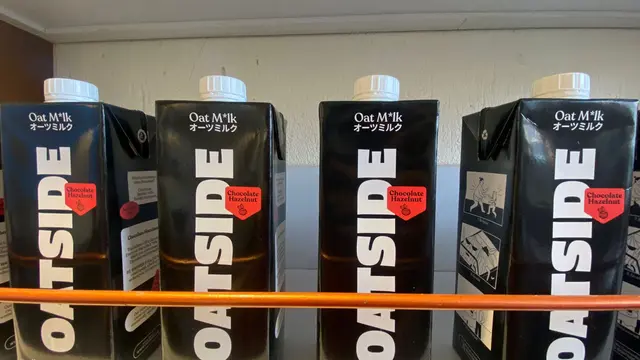 Oat M*lk
オーツミルク
OATSIDE
Chocolate
Hazelnut
Oat M*lk
オーツミルク
OATSIDE
Chocolate
Hazelnut
Oat M*lk
オーツミルク
OATSIDE
Chocolate
Hazelnut
Oat M*lk
オーツミルク
OATSIDE
Chocolate
Hazelnut